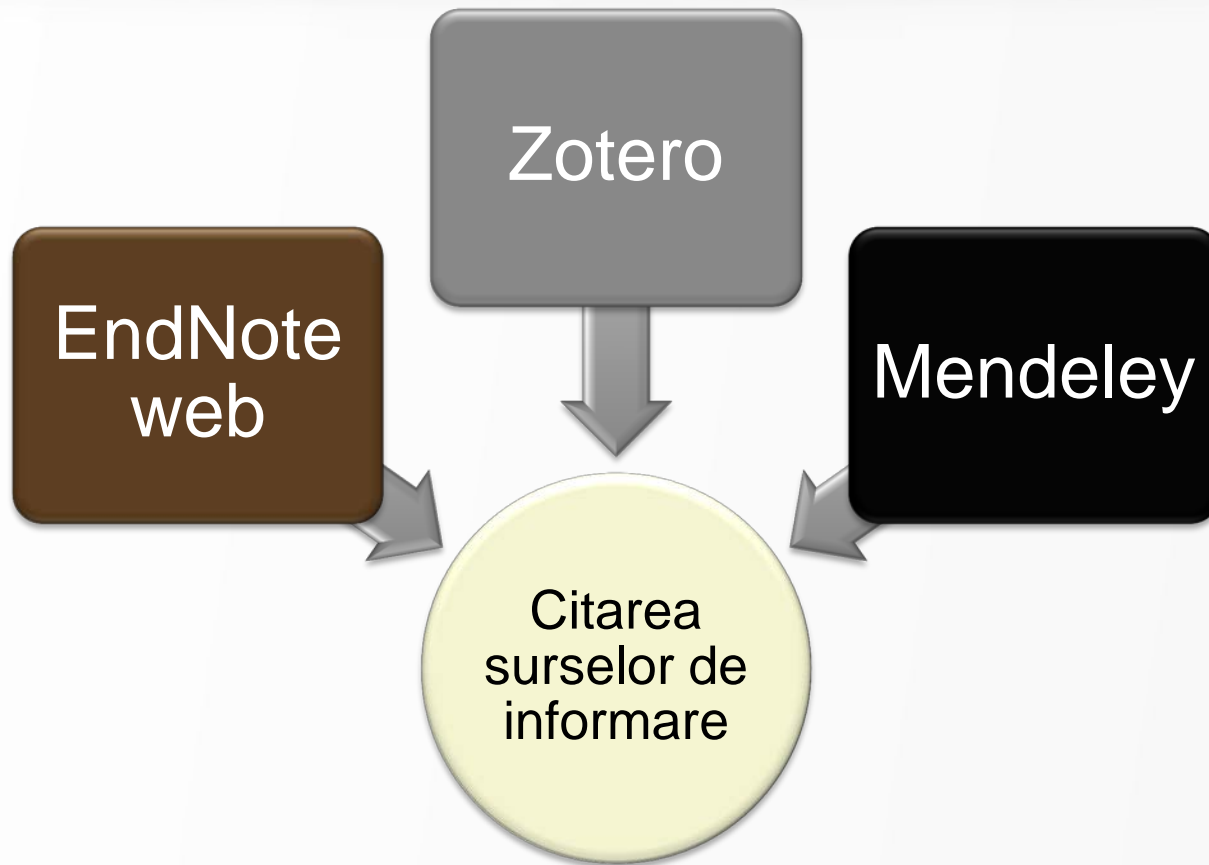 Zotero
EndNote
web
Mendeley
Citarea
surselor de
informare